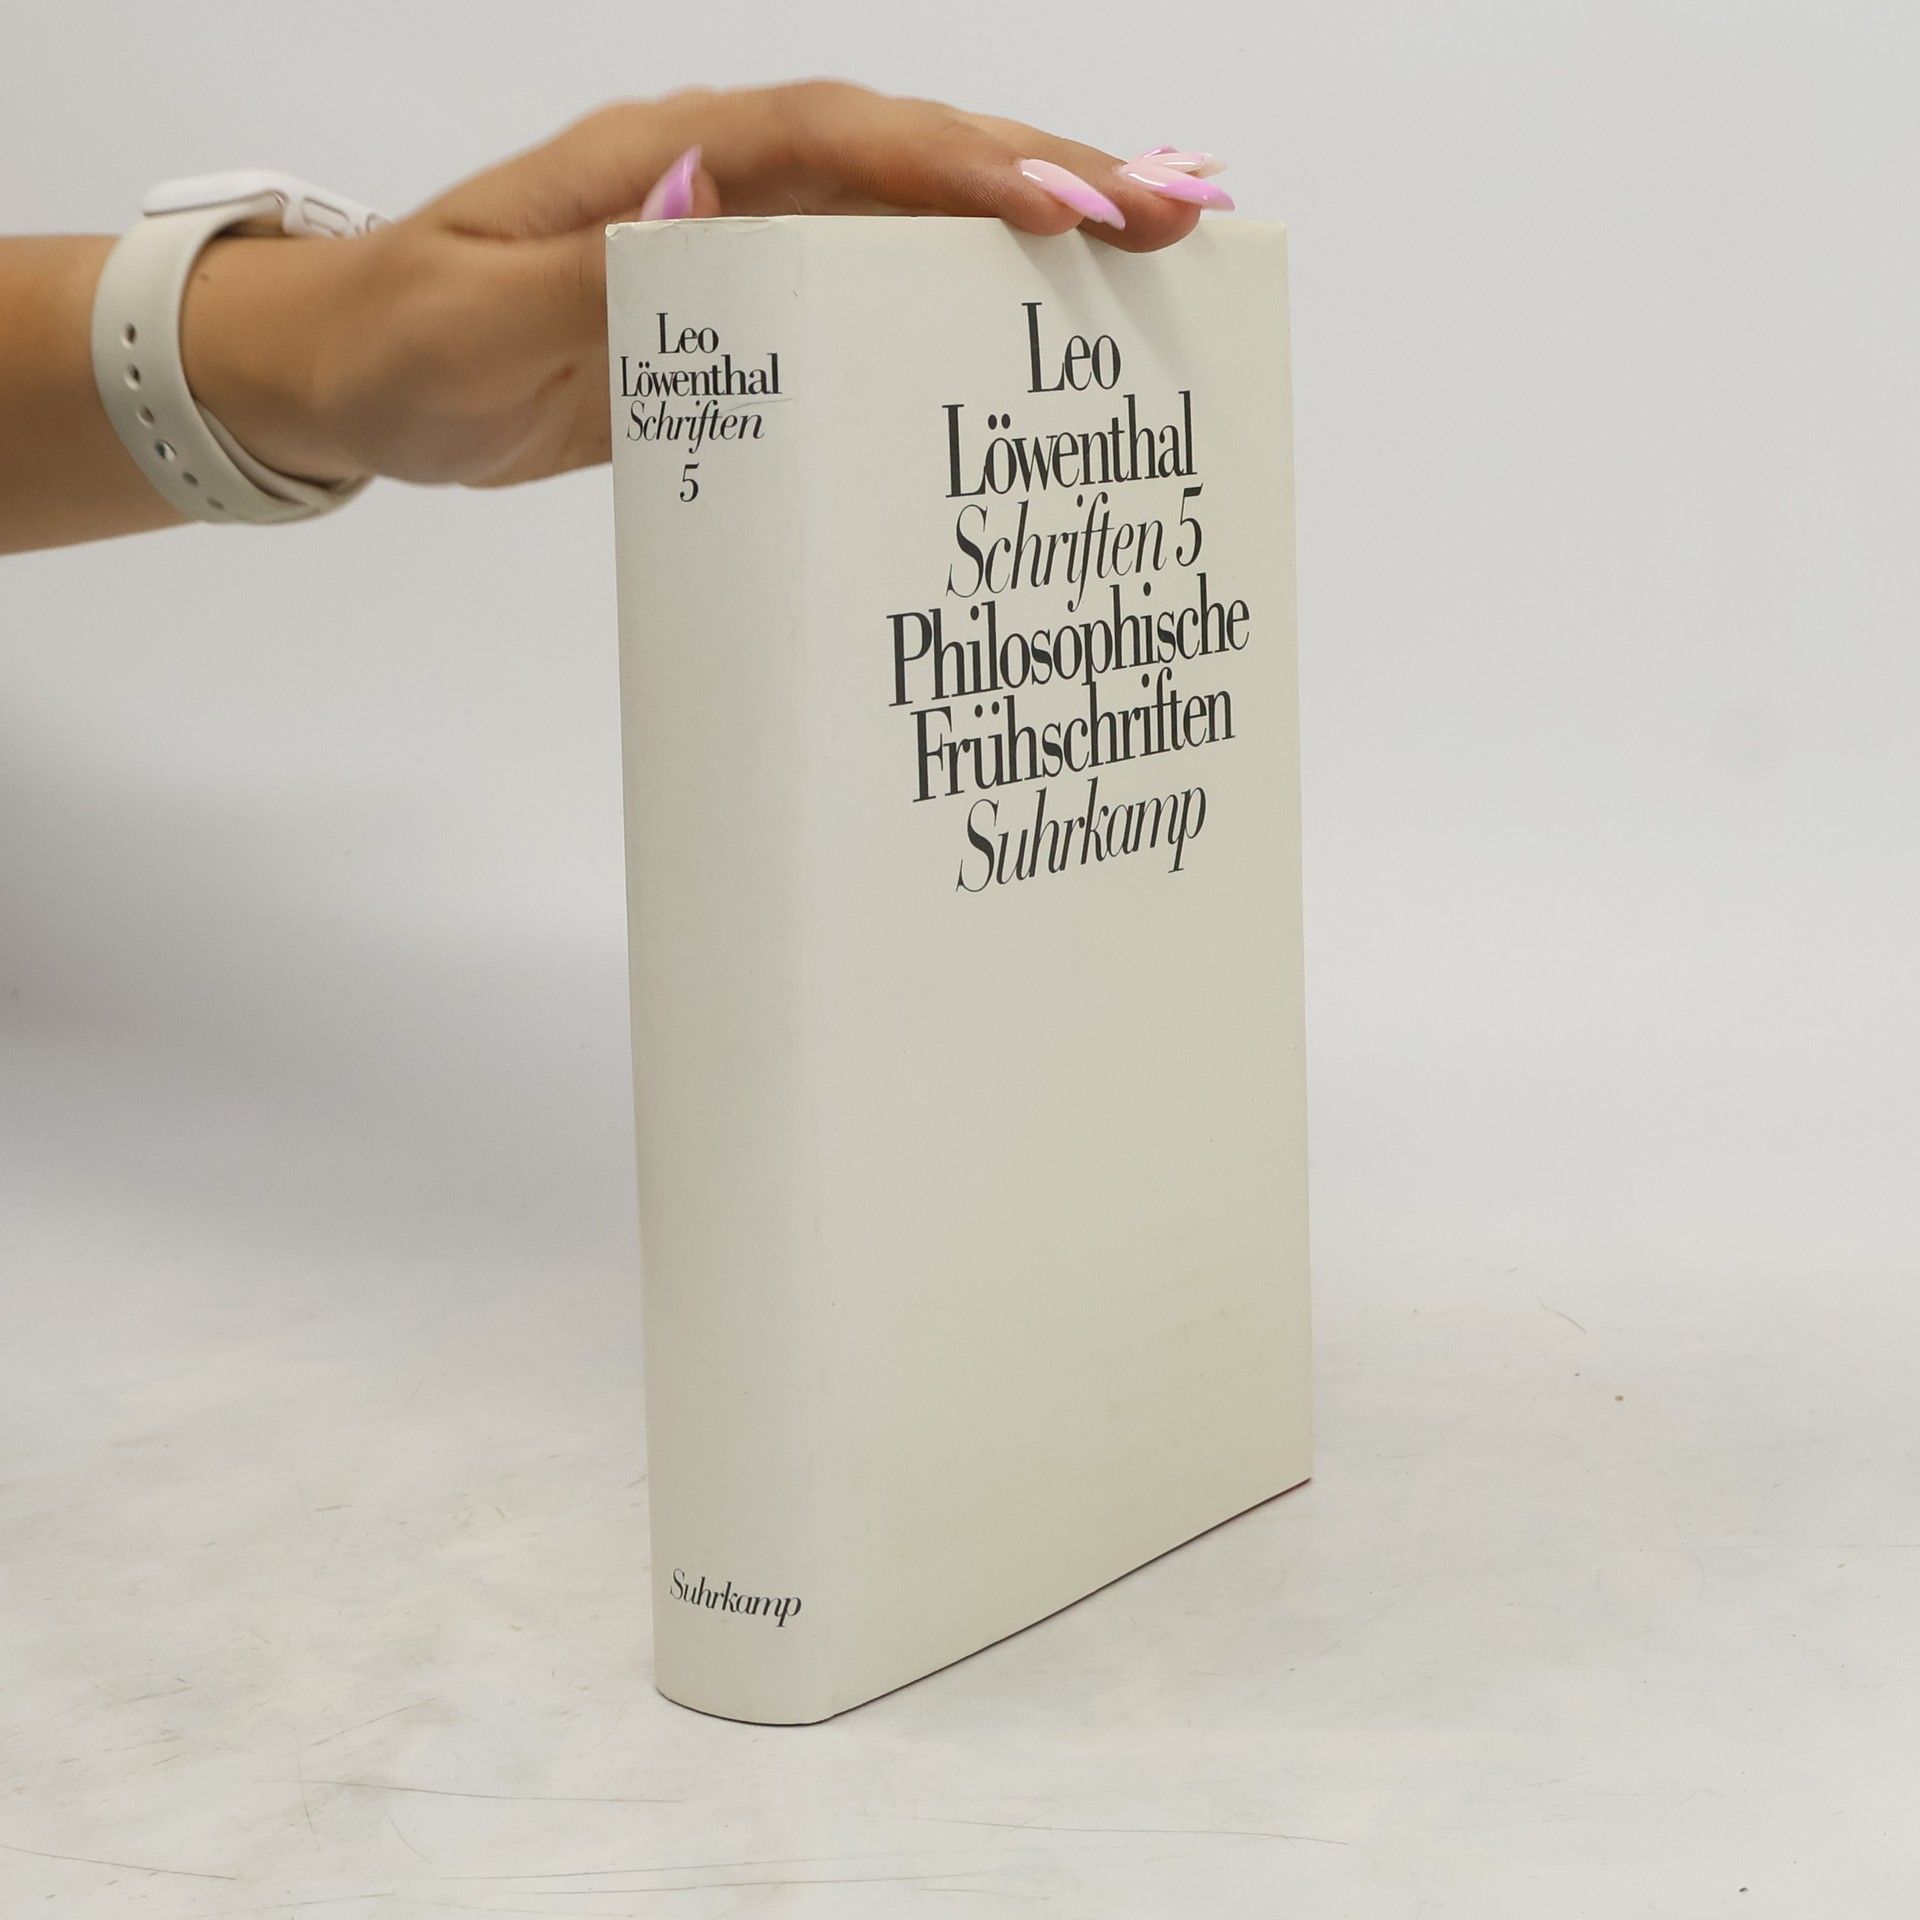 Leo
Löwenthal
Schriften
5
Suhrkamp
Leo
Löwenthal
Schriften 5
Philosophische
Frühschriften
Suhrkamp